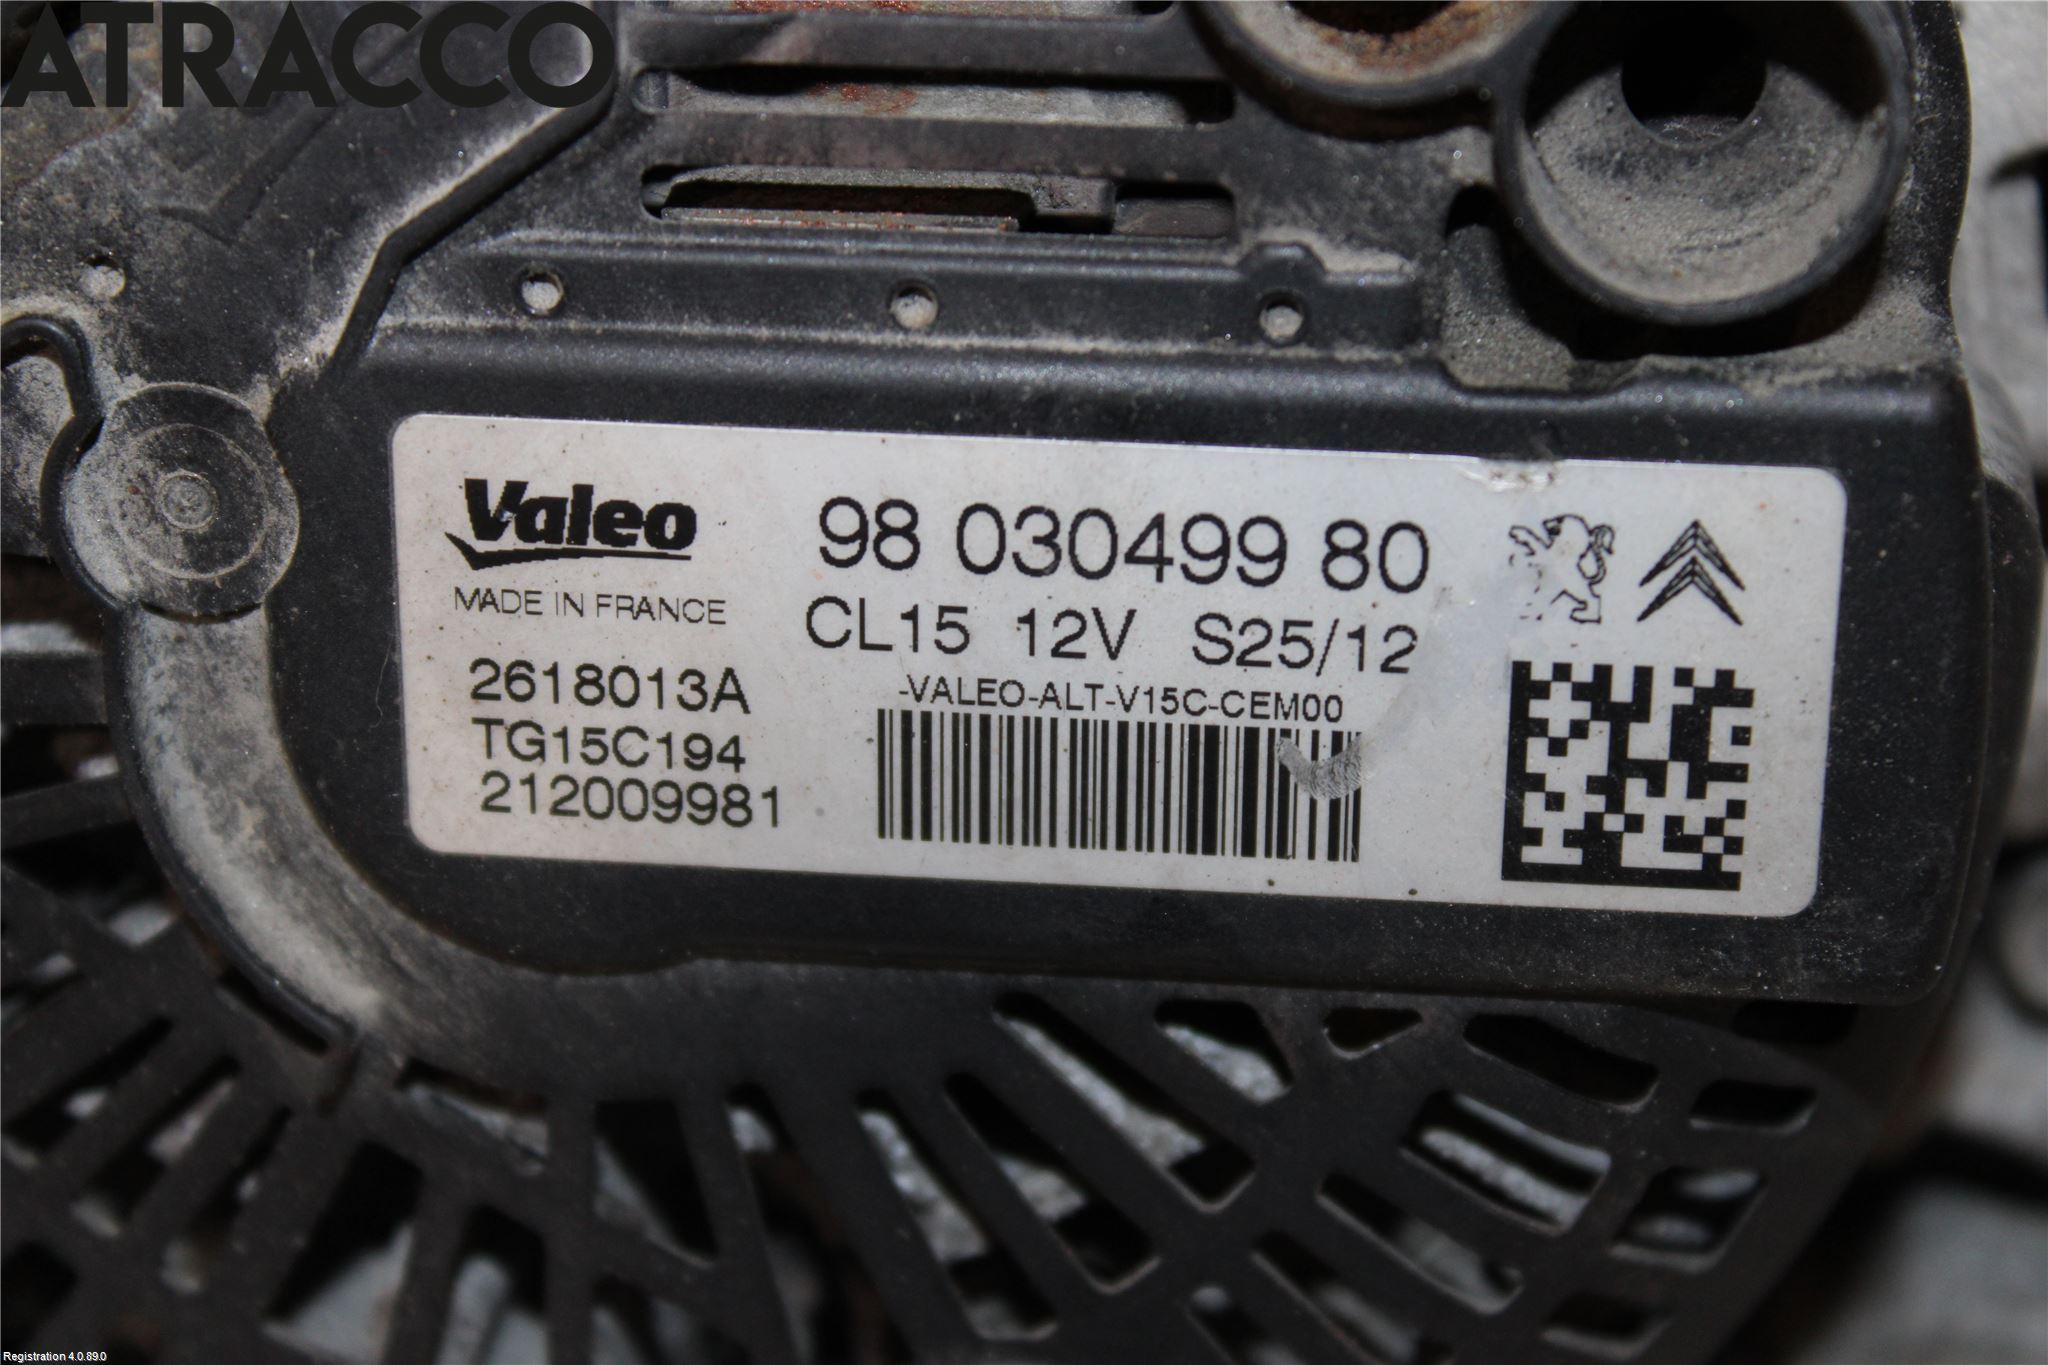 ATRACCO
Valeo
MADE IN FRANCE
98 030499 80
CL15 12V S25/12
-VALEO-ALT-V15C-CEM00
2618013A
TG15C194
212009981
Registration 4.0.89.0